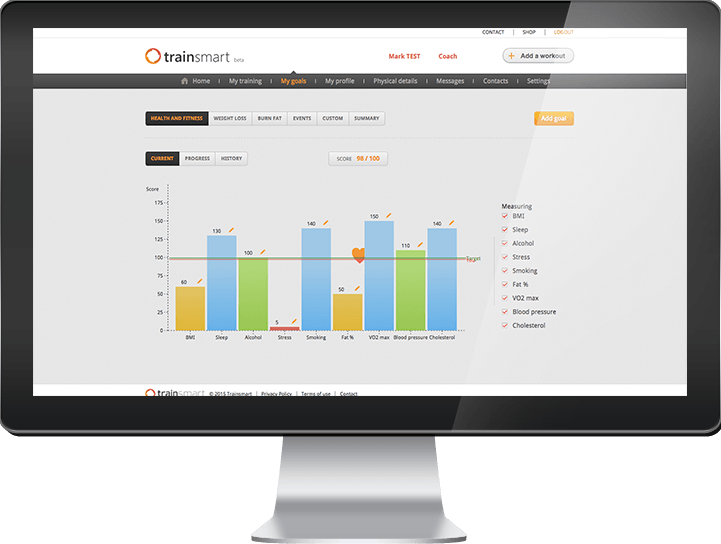 CONTACT | SHOP | LOGOUT
trainsmart beta
Mark TEST Coach
+ Add a workout
Home My training My goals My profile Physical details Messages Contacts Settings
HEALTH AND FITNESS WEIGHT LOSS BURN FAT EVENTS CUSTOM SUMMARY
Add goal
CURRENT PROGRESS HISTORY
SCORE 98 / 100
Score
175
150
125
100
75
50
25
0
60
130
100
5
140
50
150
110
140
Target
BMI Sleep Alcohol Stress Smoking Fat % VO2 max Blood pressure Cholesterol
Measuring
BMI
Sleep
Alcohol
Stress
Smoking
Fat %
VO2 max
Blood pressure
Cholesterol
trainsmart © 2015 Trainsmart | Privacy Policy | Terms of use | Contact